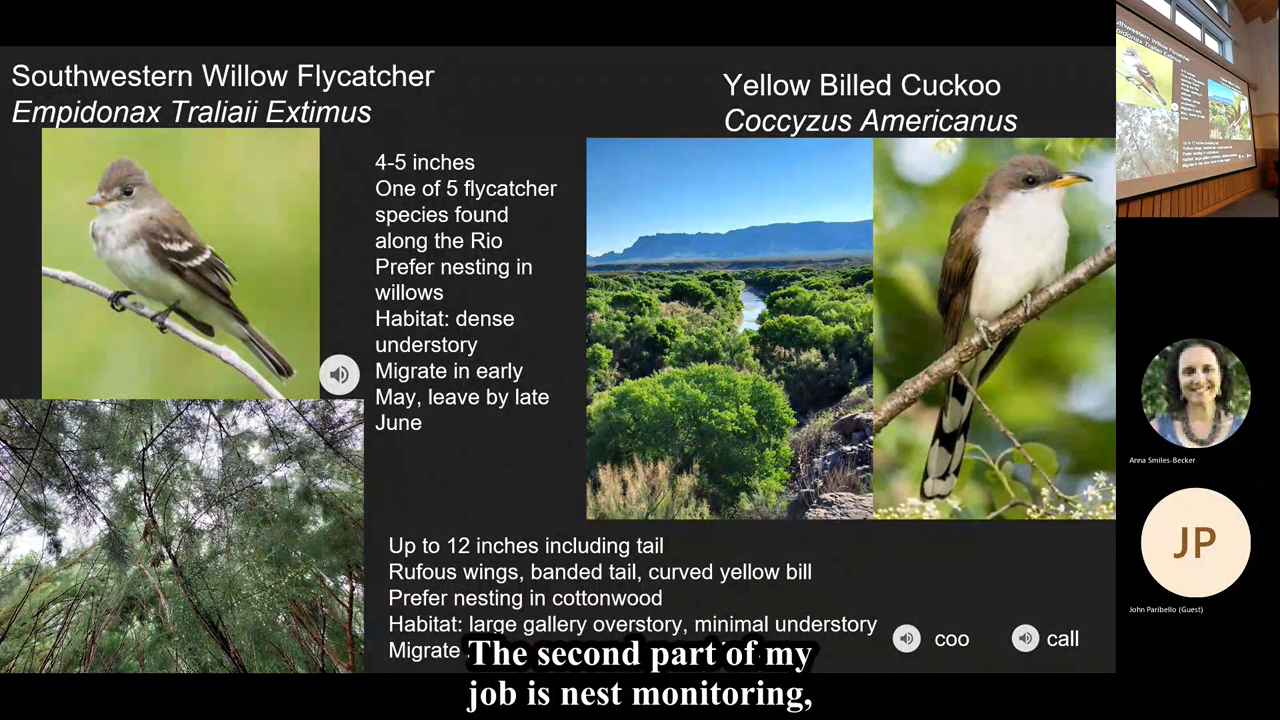 Southwestern Willow Flycatcher
Empidonax Traliaii Extimus
4-5 inches
One of 5 flycatcher
species found
along the Rio
Prefer nesting in
willows
Habitat: dense
understory
Migrate in early
May, leave by late
June
Yellow Billed Cuckoo
Coccyzus Americanus
Up to 12 inches including tail
Rufous wings, banded tail, curved yellow bill
Prefer nesting in cottonwood
Habitat: large gallery overstory, minimal understory
Migrate
coo
call
The second part of my
job is nest monitoring,
Anna Smiles-Becker
JP
John Paribello (Guest)